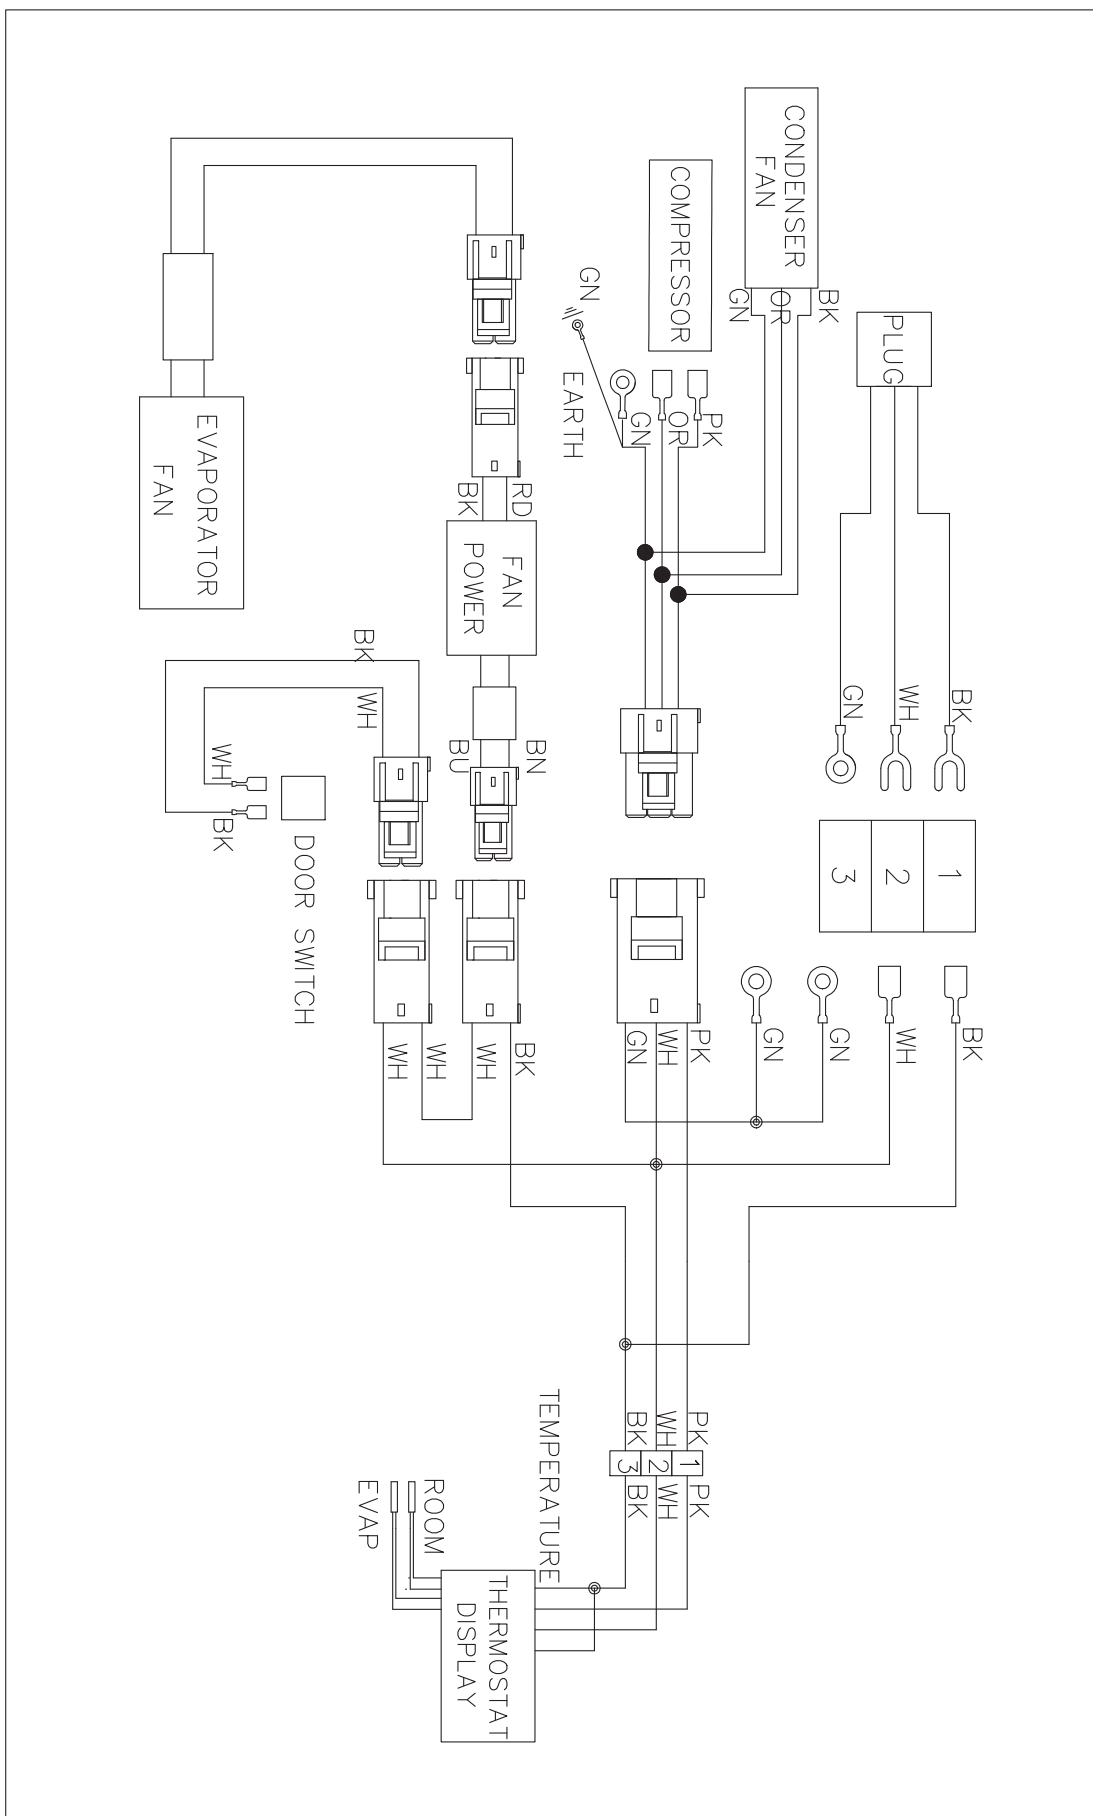 PLUG
BK
WH
GN
1
2
3
BK
WH
GN
GN
CONDENSER
FAN
BK
OR
GN
COMPRESSOR
PK
OR
GN
GN
EARTH
PK
WH
GN
PK
WH
BK
1
2
3
PK
WH
BK
TEMPERATURE
THERMOSTAT
DISPLAY
ROOM
EVAP
RD
BK
FAN
POWER
BN
BU
BK
WH
WH
WH
BK
WH
WH
BK
DOOR SWITCH
EVAPORATOR
FAN